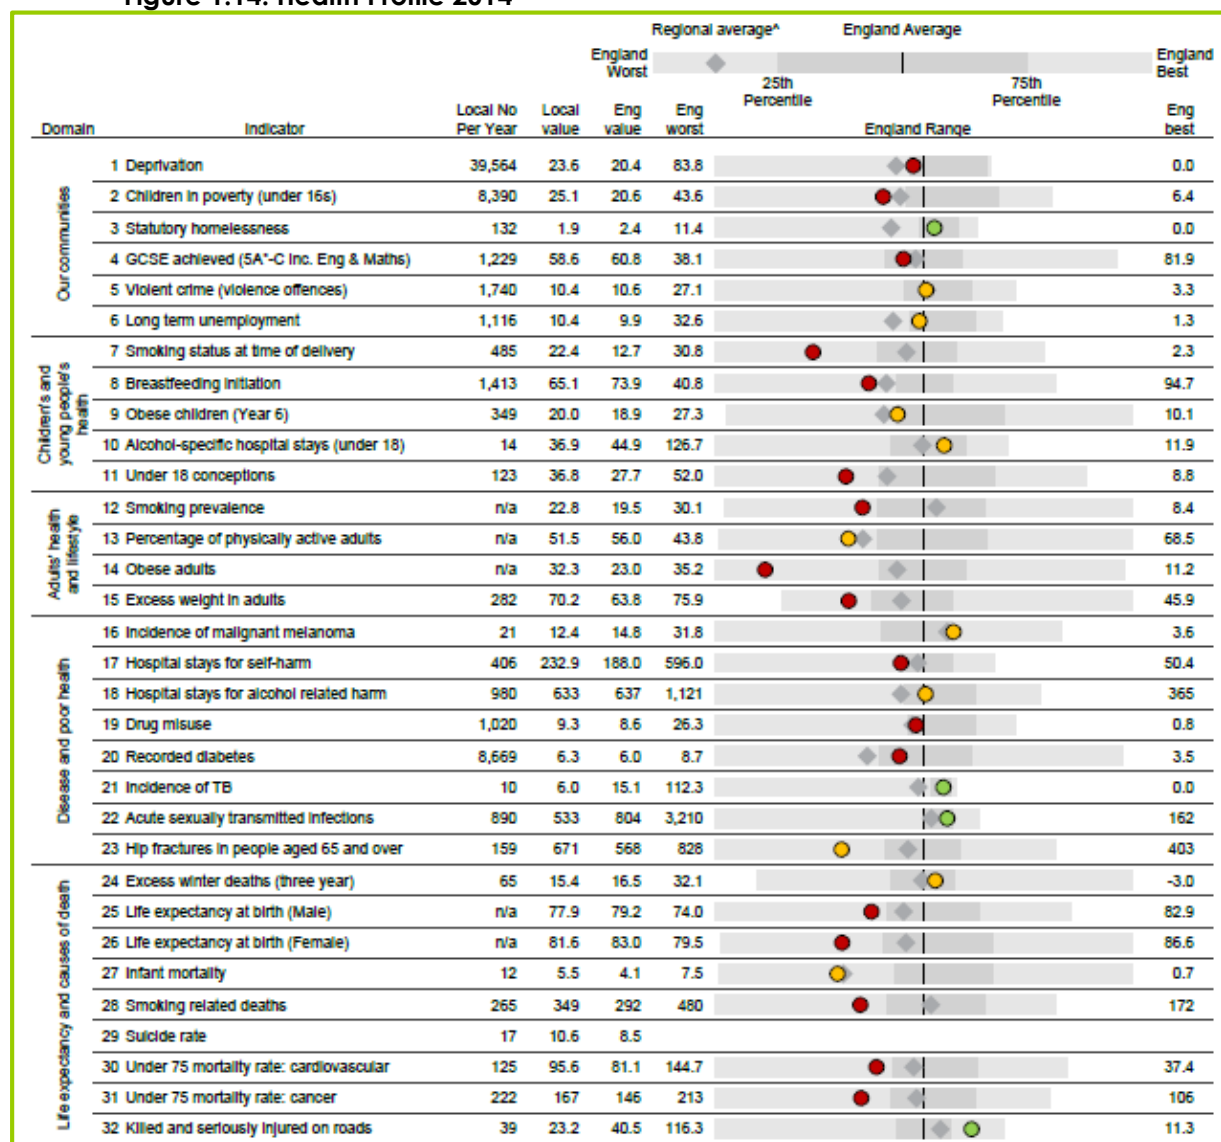 Figure 1.14: Health Profile 2014
Regional average^ England Average
England Worst England Best
25th Percentile 75th Percentile
Domain Indicator Local No Per Year Local value Eng value Eng worst England Range Eng best
Our communities
1 Deprivation 39,564 23.6 20.4 83.8 0.0
2 Children in poverty (under 16s) 8,390 25.1 20.6 43.6 6.4
3 Statutory homelessness 132 1.9 2.4 11.4 0.0
4 GCSE achieved (5A*-C Inc. Eng & Maths) 1,229 58.6 60.8 38.1 81.9
5 Violent crime (violence offences) 1,740 10.4 10.6 27.1 3.3
6 Long term unemployment 1,116 10.4 9.9 32.6 1.3
Children's and young people's health
7 Smoking status at time of delivery 485 22.4 12.7 30.8 2.3
8 Breastfeeding initiation 1,413 65.1 73.9 40.8 94.7
9 Obese children (Year 6) 349 20.0 18.9 27.3 10.1
10 Alcohol-specific hospital stays (under 18) 14 36.9 44.9 126.7 11.9
11 Under 18 conceptions 123 36.8 27.7 52.0 8.8
Adults' health and lifestyle
12 Smoking prevalence n/a 22.8 19.5 30.1 8.4
13 Percentage of physically active adults n/a 51.5 56.0 43.8 68.5
14 Obese adults n/a 32.3 23.0 35.2 11.2
15 Excess weight in adults 282 70.2 63.8 75.9 45.9
Disease and poor health
16 Incidence of malignant melanoma 21 12.4 14.8 31.8 3.6
17 Hospital stays for self-harm 406 232.9 188.0 596.0 50.4
18 Hospital stays for alcohol related harm 980 633 637 1,121 365
19 Drug misuse 1,020 9.3 8.6 26.3 0.8
20 Recorded diabetes 8,669 6.3 6.0 8.7 3.5
21 Incidence of TB 10 6.0 15.1 112.3 0.0
22 Acute sexually transmitted infections 890 533 804 3,210 162
23 Hip fractures in people aged 65 and over 159 671 568 828 403
Life expectancy and causes of death
24 Excess winter deaths (three year) 65 15.4 16.5 32.1 -3.0
25 Life expectancy at birth (Male) n/a 77.9 79.2 74.0 82.9
26 Life expectancy at birth (Female) n/a 81.6 83.0 79.5 86.6
27 Infant mortality 12 5.5 4.1 7.5 0.7
28 Smoking related deaths 265 349 292 480 172
29 Suicide rate 17 10.6 8.5
30 Under 75 mortality rate: cardiovascular 125 95.6 81.1 144.7 37.4
31 Under 75 mortality rate: cancer 222 167 146 213 106
32 Killed and seriously injured on roads 39 23.2 40.5 116.3 11.3